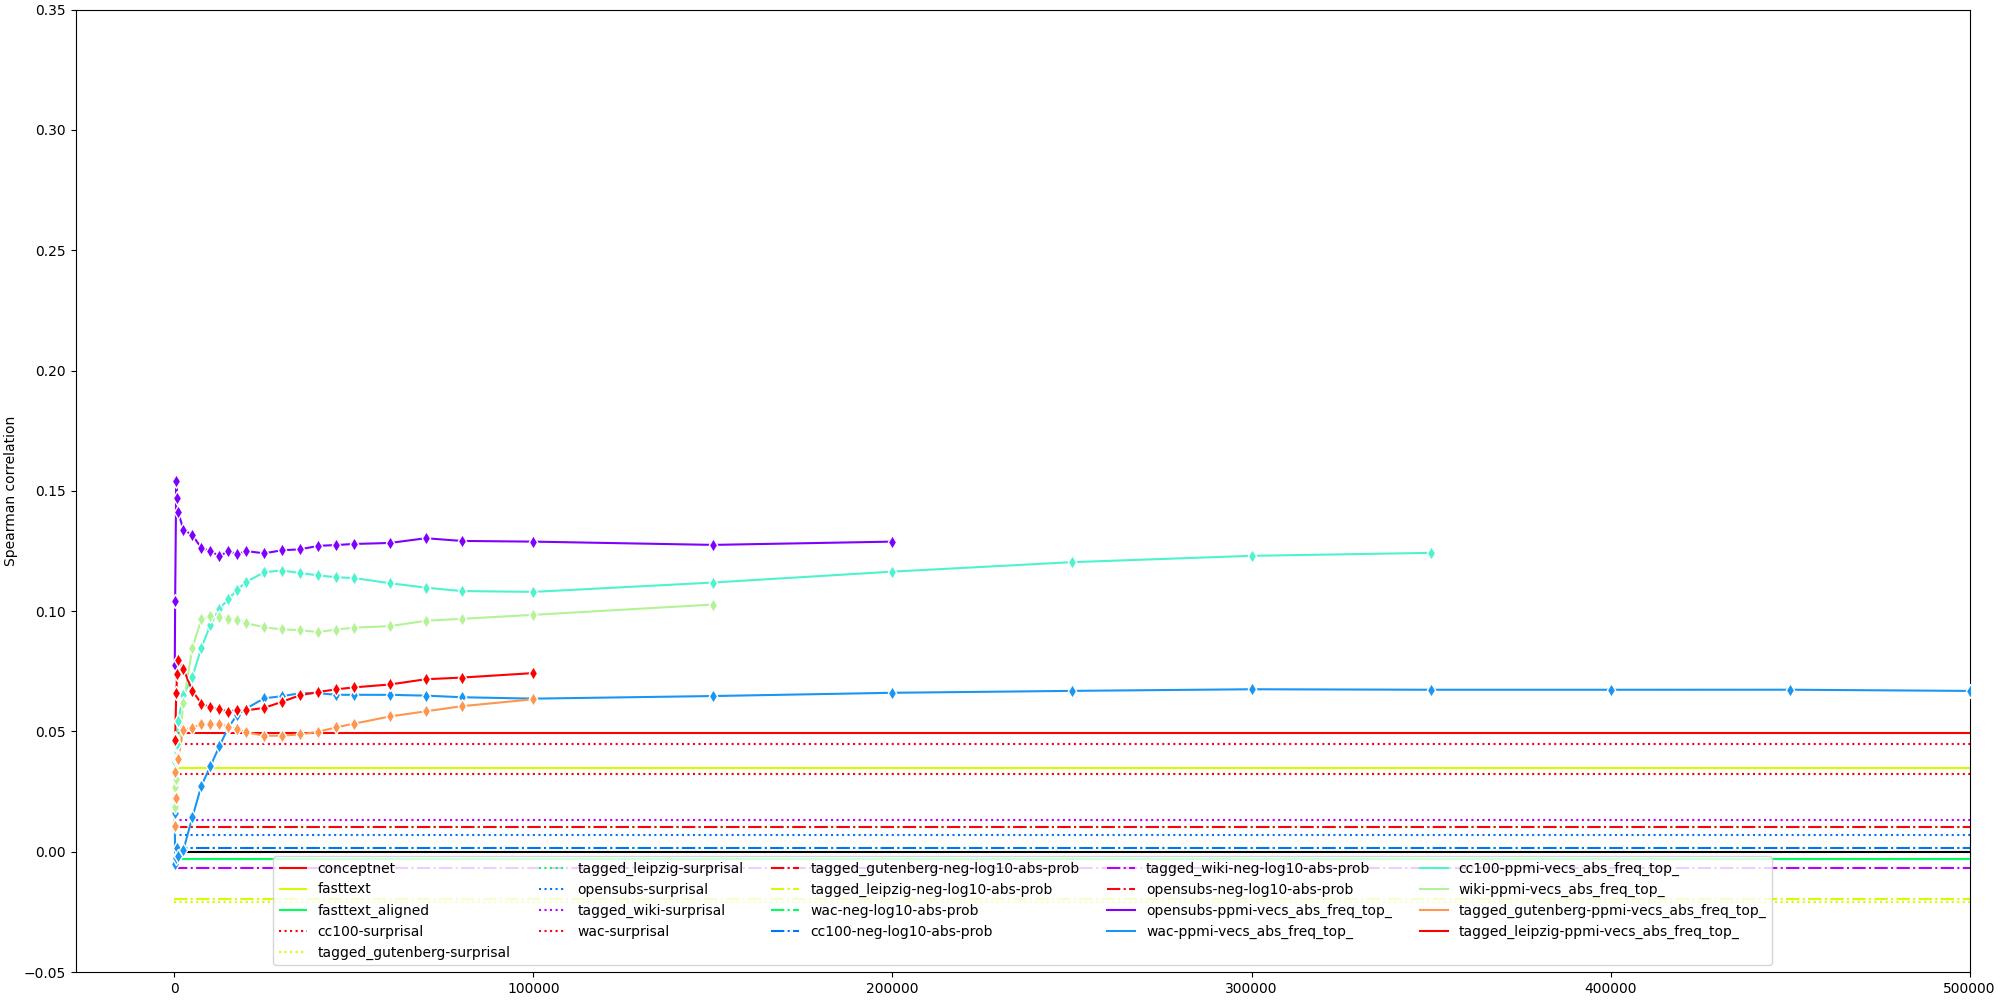 0.35
0.30
0.25
0.20
0.15
0.10
0.05
0.00
−0.05
Spearman correlation
0
100000
200000
300000
400000
500000
conceptnet
fasttext
fasttext_aligned
cc100-surprisal
tagged_gutenberg-surprisal
tagged_leipzig-surprisal
opensubs-surprisal
tagged_wiki-surprisal
wac-surprisal
tagged_gutenberg-neg-log10-abs-prob
tagged_leipzig-neg-log10-abs-prob
wac-neg-log10-abs-prob
cc100-neg-log10-abs-prob
tagged_wiki-neg-log10-abs-prob
opensubs-neg-log10-abs-prob
opensubs-ppmi-vecs_abs_freq_top_
wac-ppmi-vecs_abs_freq_top_
cc100-ppmi-vecs_abs_freq_top_
wiki-ppmi-vecs_abs_freq_top_
tagged_gutenberg-ppmi-vecs_abs_freq_top_
tagged_leipzig-ppmi-vecs_abs_freq_top_